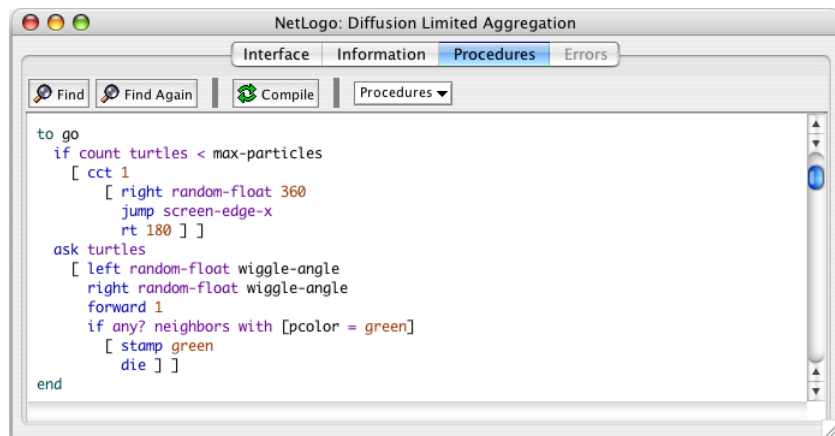 NetLogo: Diffusion Limited Aggregation
Interface Information Procedures Errors
Find Find Again Compile Procedures
to go
if count turtles < max-particles
[ cct 1
[ right random-float 360
jump screen-edge-x
rt 180 ] ]
ask turtles
[ left random-float wiggle-angle
right random-float wiggle-angle
forward 1
if any? neighbors with [pcolor = green]
[ stamp green
die ] ]
end